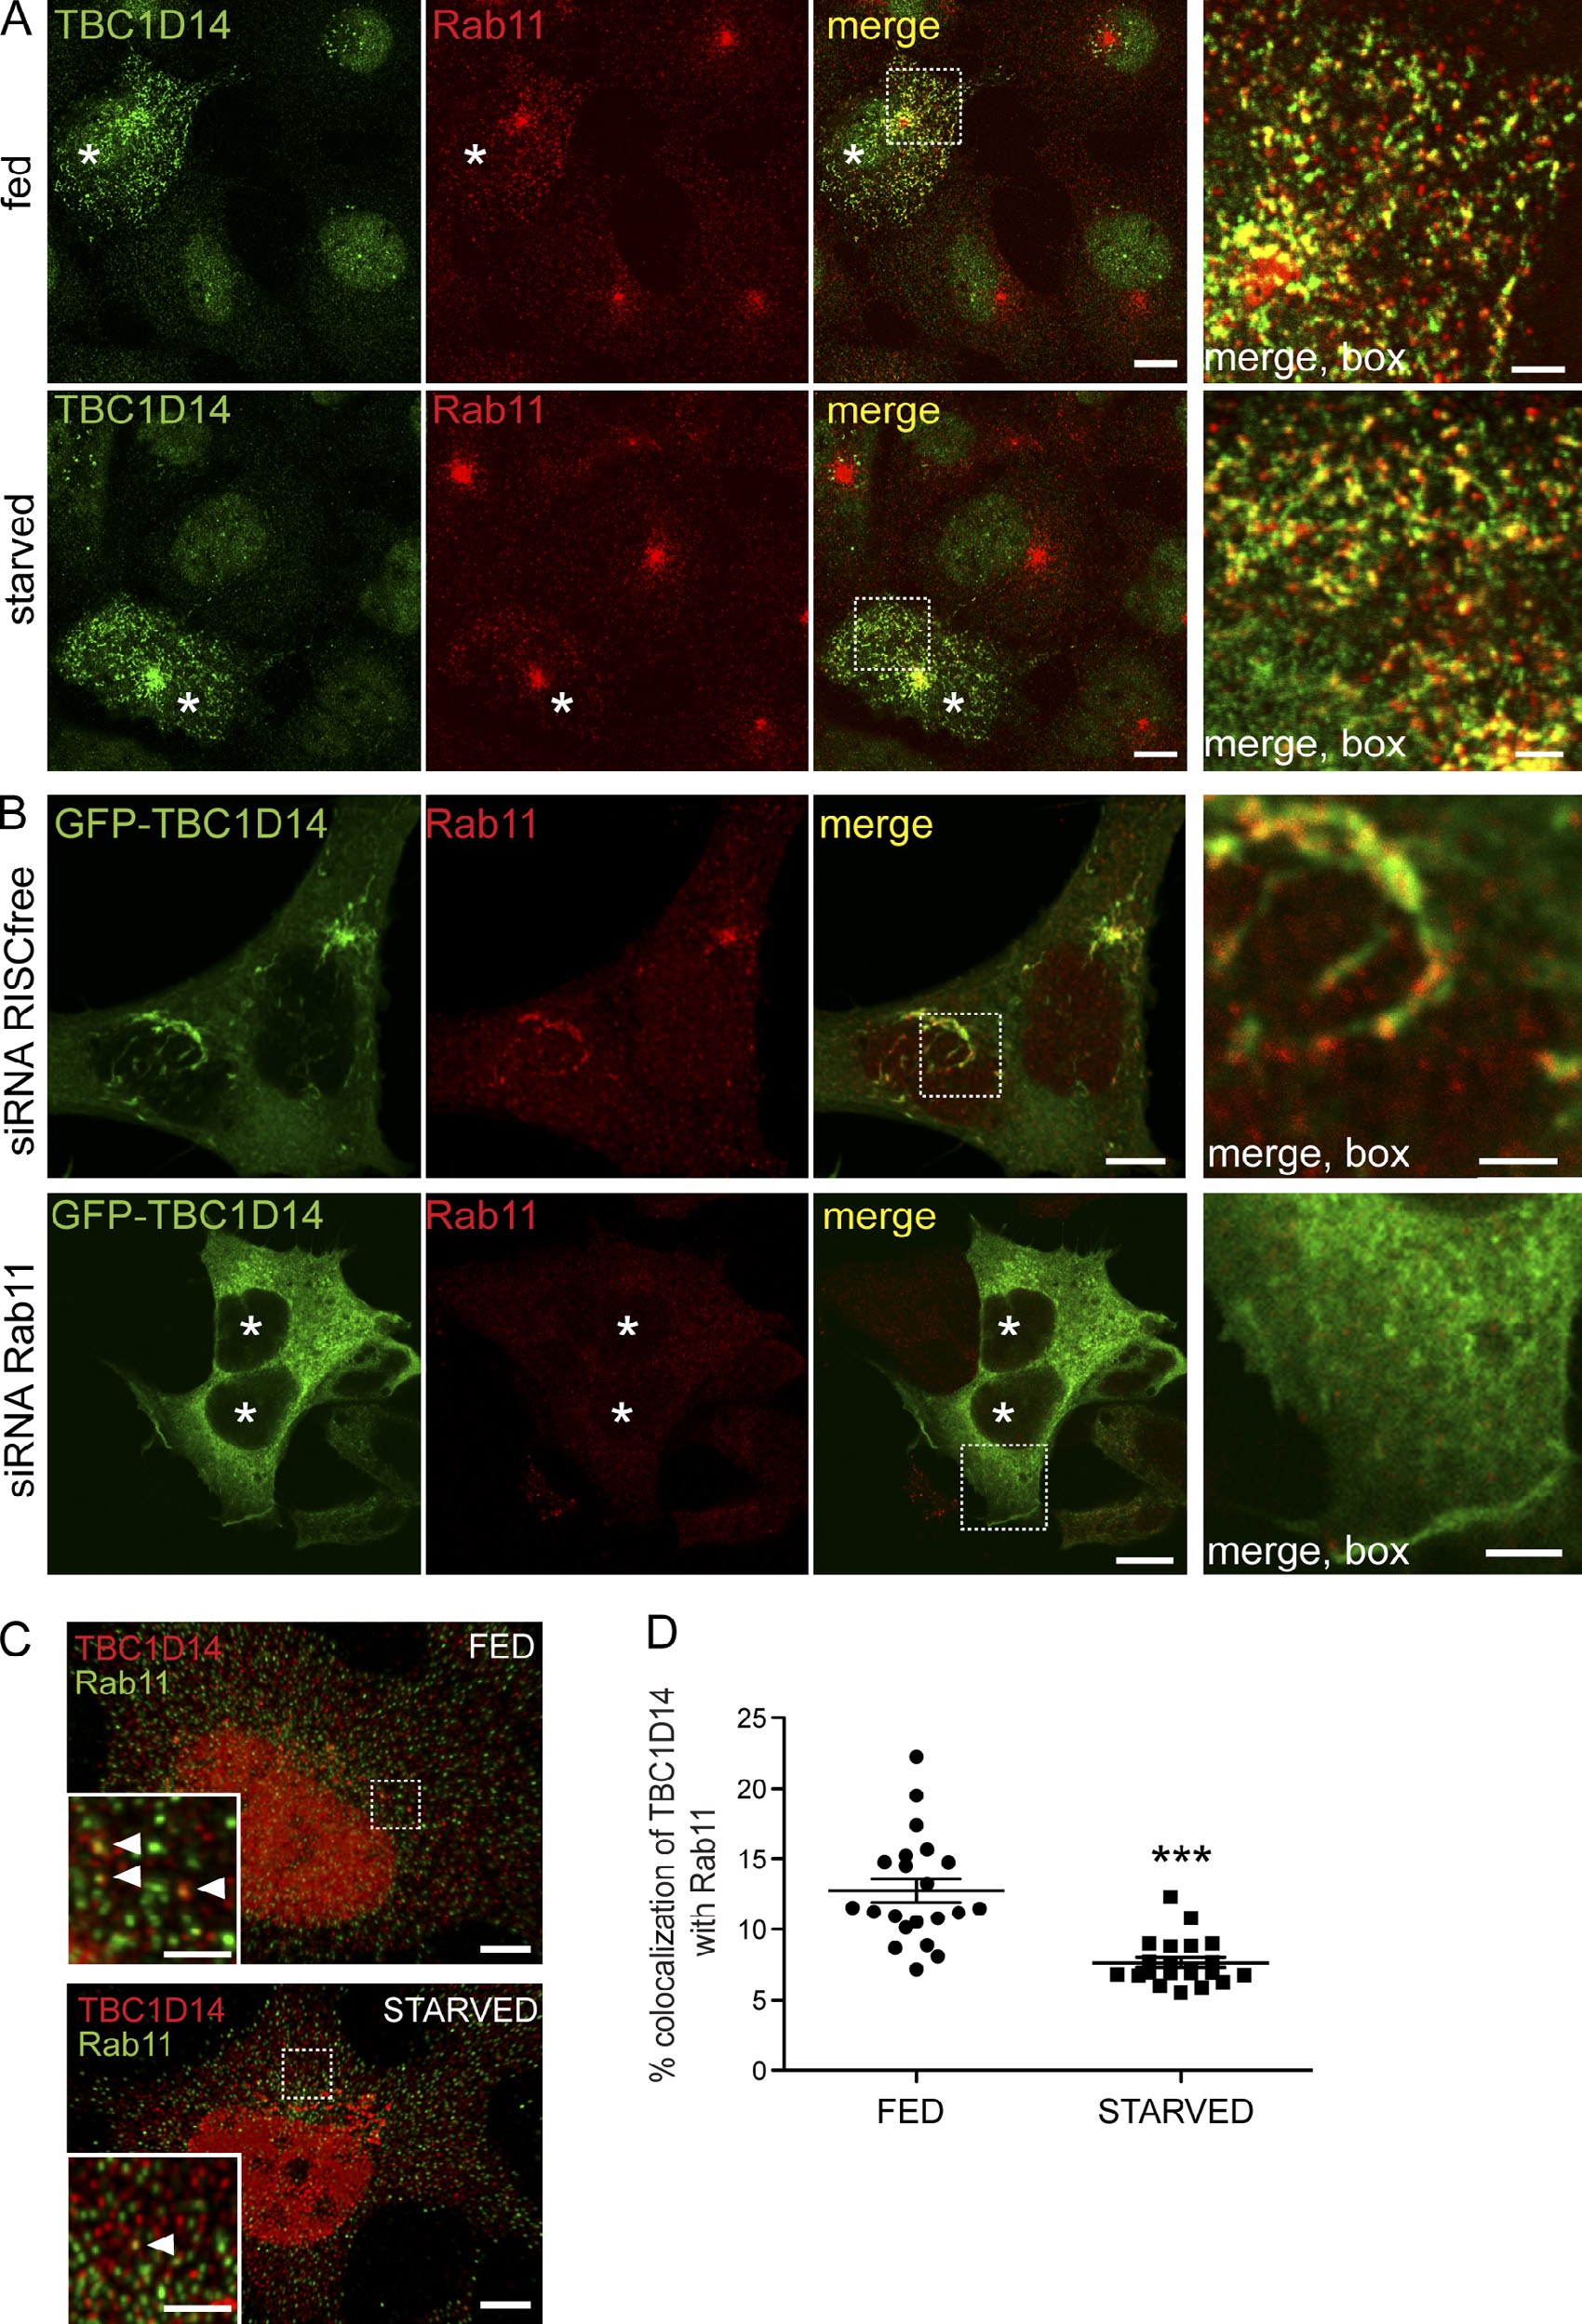 A
TBC1D14
Rab11
merge
fed
merge, box
*
*
*
TBC1D14
Rab11
merge
starved
merge, box
*
*
*
B
GFP-TBC1D14
Rab11
merge
siRNA RISCfree
merge, box
GFP-TBC1D14
Rab11
merge
siRNA Rab11
*
*
*
*
*
*
merge, box
C
TBC1D14
Rab11
FED
TBC1D14
Rab11
STARVED
D
% colocalization of TBC1D14
with Rab11
25
20
15
10
5
0
***
FED
STARVED